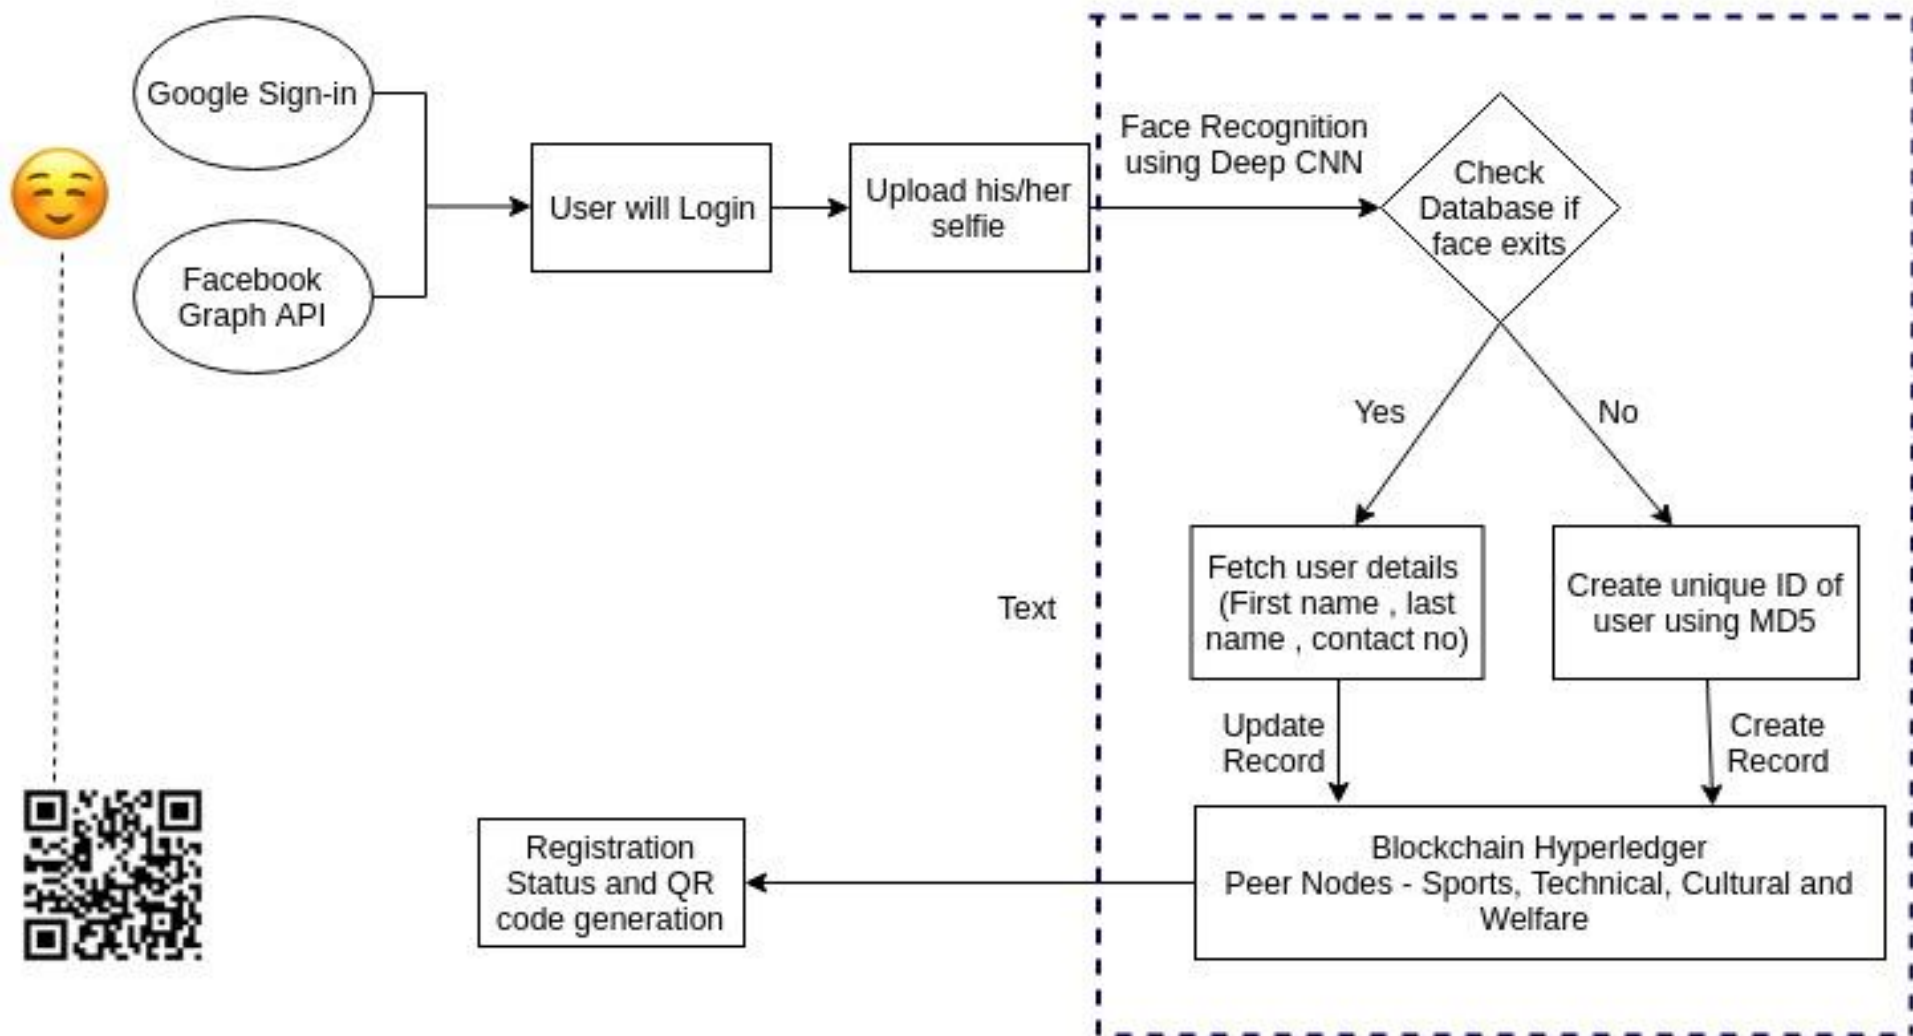 Google Sign-in
Facebook
Graph API
User will Login
Upload his/her
selfie
Face Recognition
using Deep CNN
Check
Database if
face exits
Yes
No
Fetch user details
(First name , last
name , contact no)
Create unique ID of
user using MD5
Text
Update
Record
Create
Record
Blockchain Hyperledger
Peer Nodes - Sports, Technical, Cultural and
Welfare
Registration
Status and QR
code generation